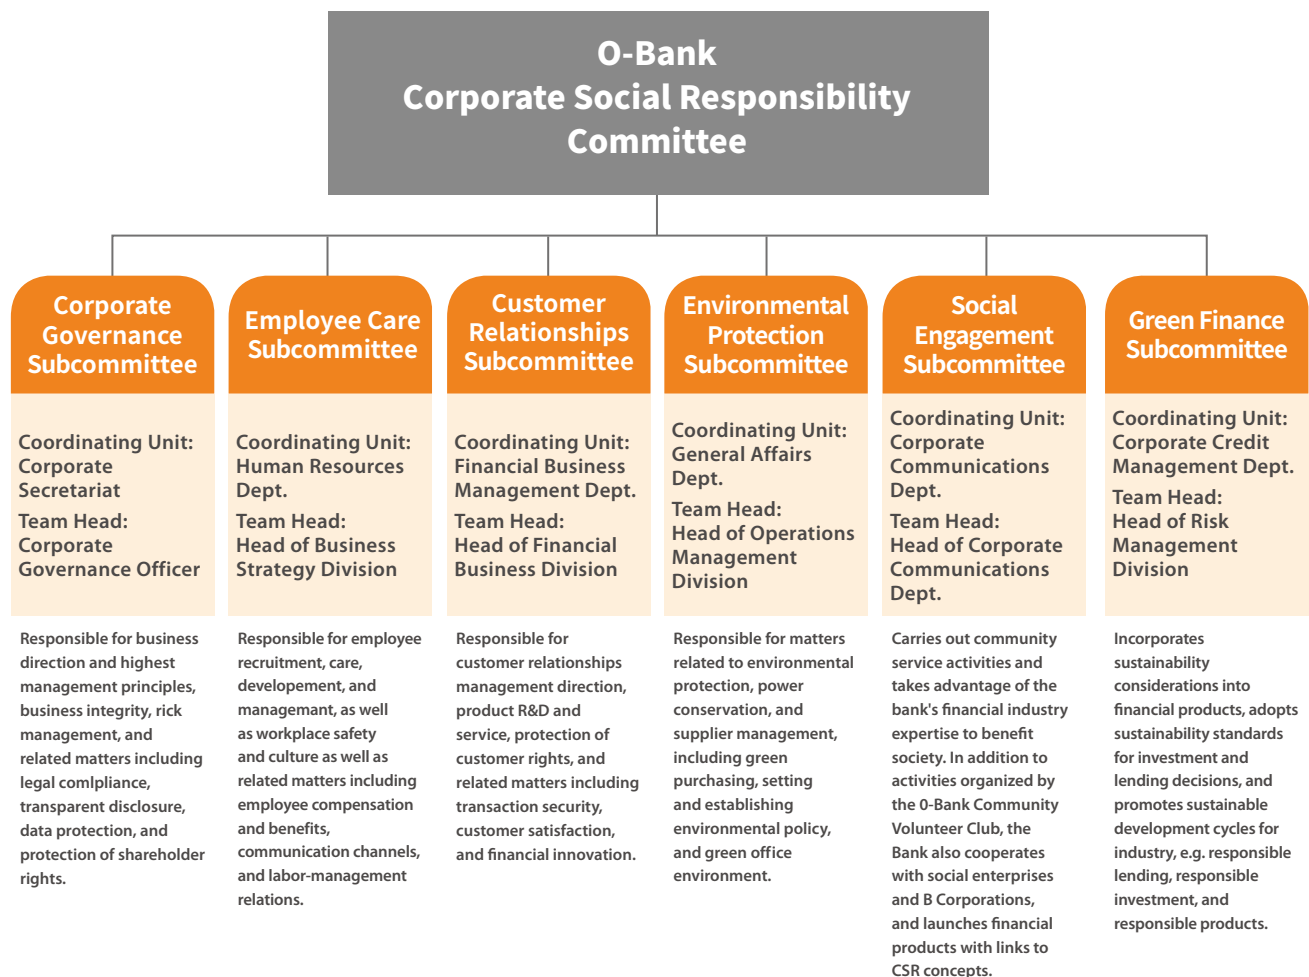 O-Bank
Corporate Social Responsibility
Committee
Corporate
Governance
Subcommittee
Coordinating Unit:
Corporate
Secretariat
Team Head:
Corporate
Governance Officer
Responsible for business
direction and highest
management principles,
business integrity, rick
management, and
related matters including
legal comlpliance,
transparent disclosure,
data protection, and
protection of shareholder
rights.
Employee Care
Subcommittee
Coordinating Unit:
Human Resources
Dept.
Team Head:
Head of Business
Strategy Division
Responsible for employee
recruitment, care,
developement, and
managemant, as well
as workplace safety
and culture as well as
related matters including
employee compensation
and benefits,
communication channels,
and labor-management
relations.
Customer
Relationships
Subcommittee
Coordinating Unit:
Financial Business
Management Dept.
Team Head:
Head of Financial
Business Division
Responsible for
customer relationships
management direction,
product R&D and
service, protection of
customer rights, and
related matters including
transaction security,
customer satisfaction,
and financial innovation.
Environmental
Protection
Subcommittee
Coordinating Unit:
General Affairs
Dept.
Team Head:
Head of Operations
Management
Division
Responsible for matters
related to environmental
protection, power
conservation, and
supplier management,
including green
purchasing, setting
and establishing
environmental policy,
and green office
environment.
Social
Engagement
Subcommittee
Coordinating Unit:
Corporate
Communications
Dept.
Team Head:
Head of Corporate
Communications
Dept.
Carries out community
service activities and
takes advantage of the
bank's financial industry
expertise to benefit
society. In addition to
activities organized by
the 0-Bank Community
Volunteer Club, the
Bank also cooperates
with social enterprises
and B Corporations,
and launches financial
products with links to
CSR concepts.
Green Finance
Subcommittee
Coordinating Unit:
Corporate Credit
Management Dept.
Team Head:
Head of Risk
Management
Division
Incorporates
sustainability
considerations into
financial products, adopts
sustainability standards
for investment and
lending decisions, and
promotes sustainable
development cycles for
industry, e.g. responsible
lending, responsible
investment, and
responsible products.